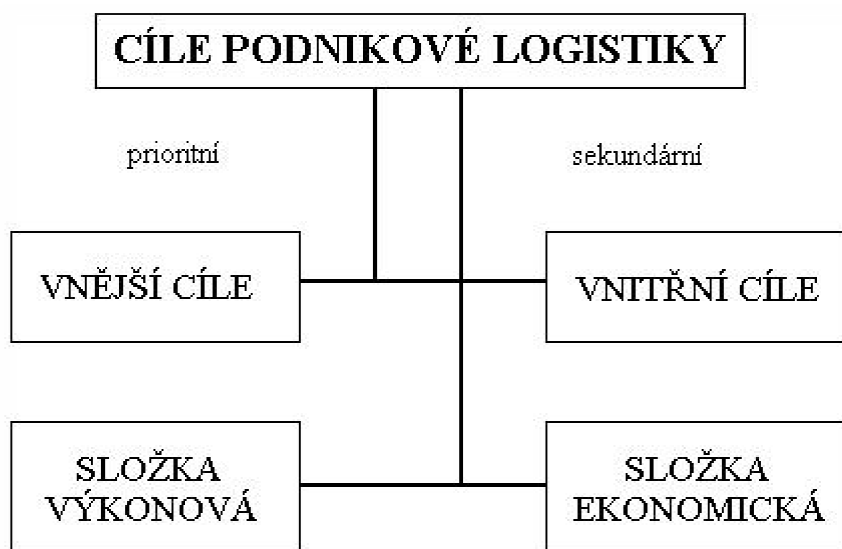 CÍLE PODNIKOVÉ LOGISTIKY
prioritní
sekundární
VNĚJŠÍ CÍLE
VNITŘNÍ CÍLE
SLOŽKA
VÝKONOVÁ
SLOŽKA
EKONOMICKÁ